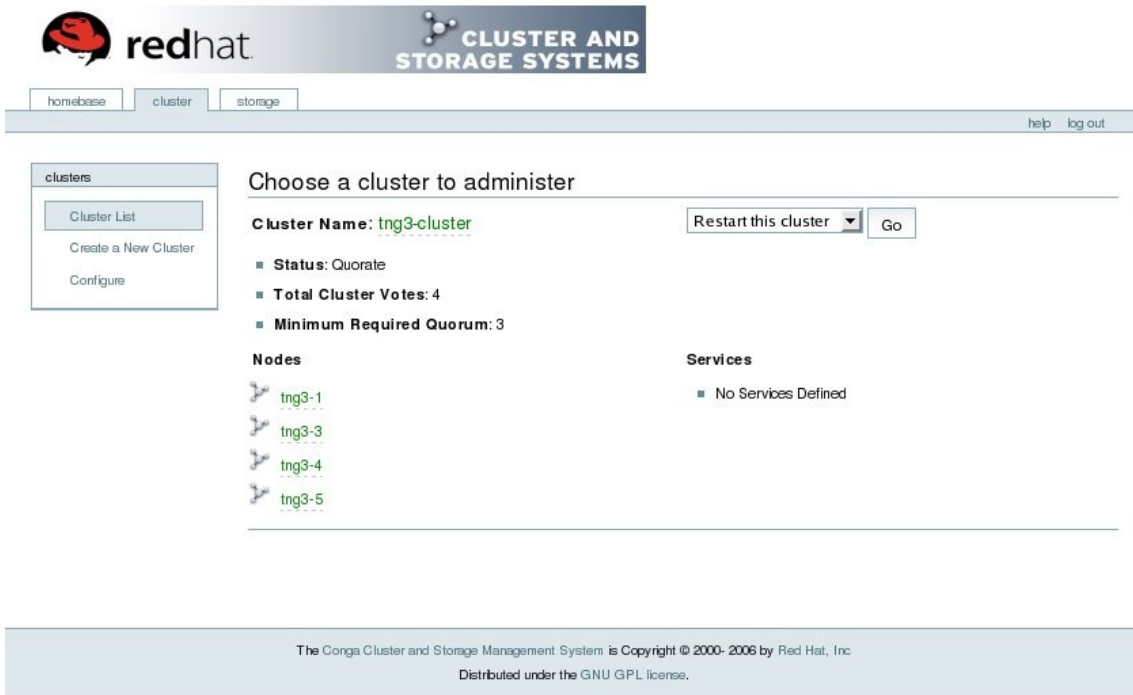 redhat.
CLUSTER AND
STORAGE SYSTEMS
homebase cluster storage
help log out
clusters
Cluster List
Create a New Cluster
Configure
Choose a cluster to administer
Cluster Name: tng3-cluster
Restart this cluster Go
Status: Quorate
Total Cluster Votes: 4
Minimum Required Quorum: 3
Nodes
tng3-1
tng3-3
tng3-4
tng3-5
Services
No Services Defined
The Conga Cluster and Storage Management System is Copyright © 2000- 2006 by Red Hat, Inc
Distributed under the GNU GPL license.